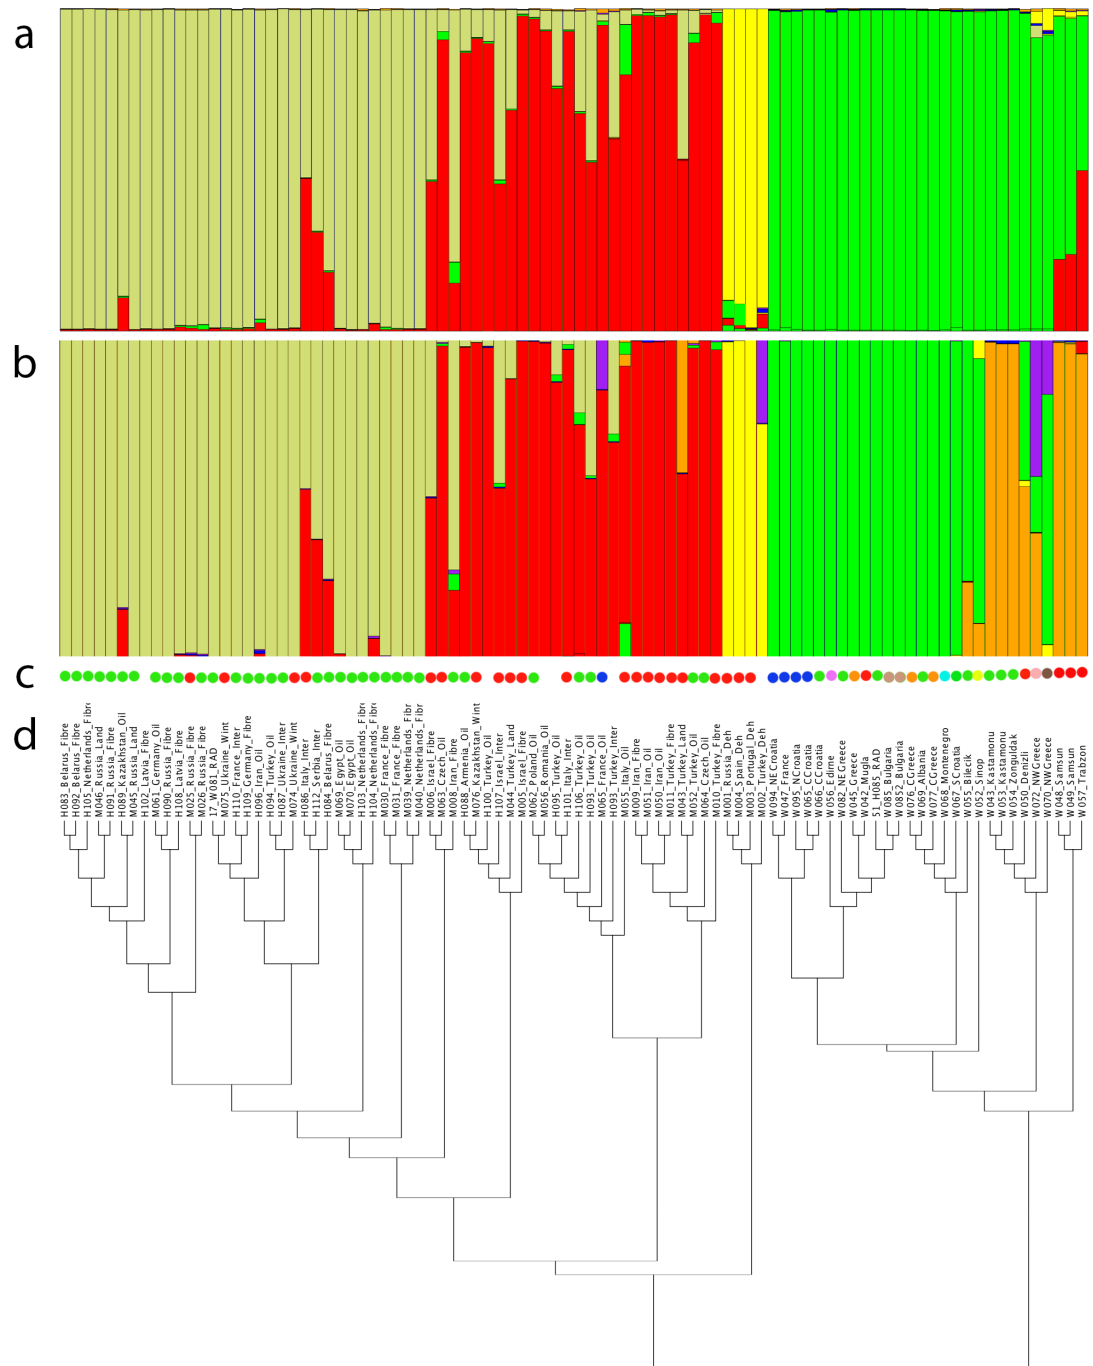 a
b
c
d
H083_Belarus_Fibre
H092_Belarus_Fibre
H105_Netherlands_Fibre
M046_Russia_Land
H091_Russia_Fibre
H089_Kazakhstan_Oil
M045_Russia_Land
H102_Latvia_Fibre
M061_Germany_Oil
H090_Russia_Fibre
H108_Latvia_Fibre
M025_Russia_Fibre
M026_Russia_Fibre
17_W083_RAD
M075_Ukraine_Wint
H110_France_Inter
H109_Germany_Fibre
H096_Iran_Oil
H094_Turkey_Oil
H087_Ukraine_Inter
M074_Ukraine_Wint
H086_Italy_Inter
H112_Serbia_Inter
H084_Belarus_Fibre
M069_Egypt_Oil
M070_Egypt_Oil
H103_Netherlands_Fibre
H104_Netherlands_Fibre
M030_France_Fibre
M031_France_Fibre
M039_Netherlands_Fibr
M040_Netherlands_Fibr
M006_Israel_Fibre
M063_Czech_Oil
M008_Iran_Fibre
H088_Armenia_Oil
M076_Kazakhstan_Wint
H100_Turkey_Oil
H107_Israel_Inter
M044_Turkey_Land
M005_Israel_Fibre
M062_Poland_Oil
M056_Romania_Oil
H095_Turkey_Oil
H101_Italy_Inter
H106_Turkey_Oil
H093_Turkey_Oil
M065_France_Oil
H093_Turkey_Inter
M055_Italy_Oil
M009_Iran_Fibre
M051_Iran_Oil
M050_Iran_Oil
M011_Turkey_Fibre
M043_Turkey_Land
M052_Turkey_Oil
M064_Czech_Oil
M010_Turkey_Fibre
M001_Russia_Deh
M004_Spain_Deh
M003_Portugal_Deh
M002_Turkey_Deh
W094_NECroatia
W047_France
W095_NCroatia
W065_CCroatia
W066_CCroatia
W056_Edirne
W082_NEGreece
W045_Greece
W042_Mugla
51_H085_RAD
W085_Bulgaria
W0852_Bulgaria
W076_CGreece
W069_Albania
W077_CGreece
W068_Montenegro
W067_SCroatia
W055_Bilecik
W052_Sinop
W043_Kastamonu
W053_Kastamonu
W054_Zonguldak
W050_Denizli
W072_NWGreece
W070_NWGreece
W048_Samsun
W049_Samsun
W057_Trabzon